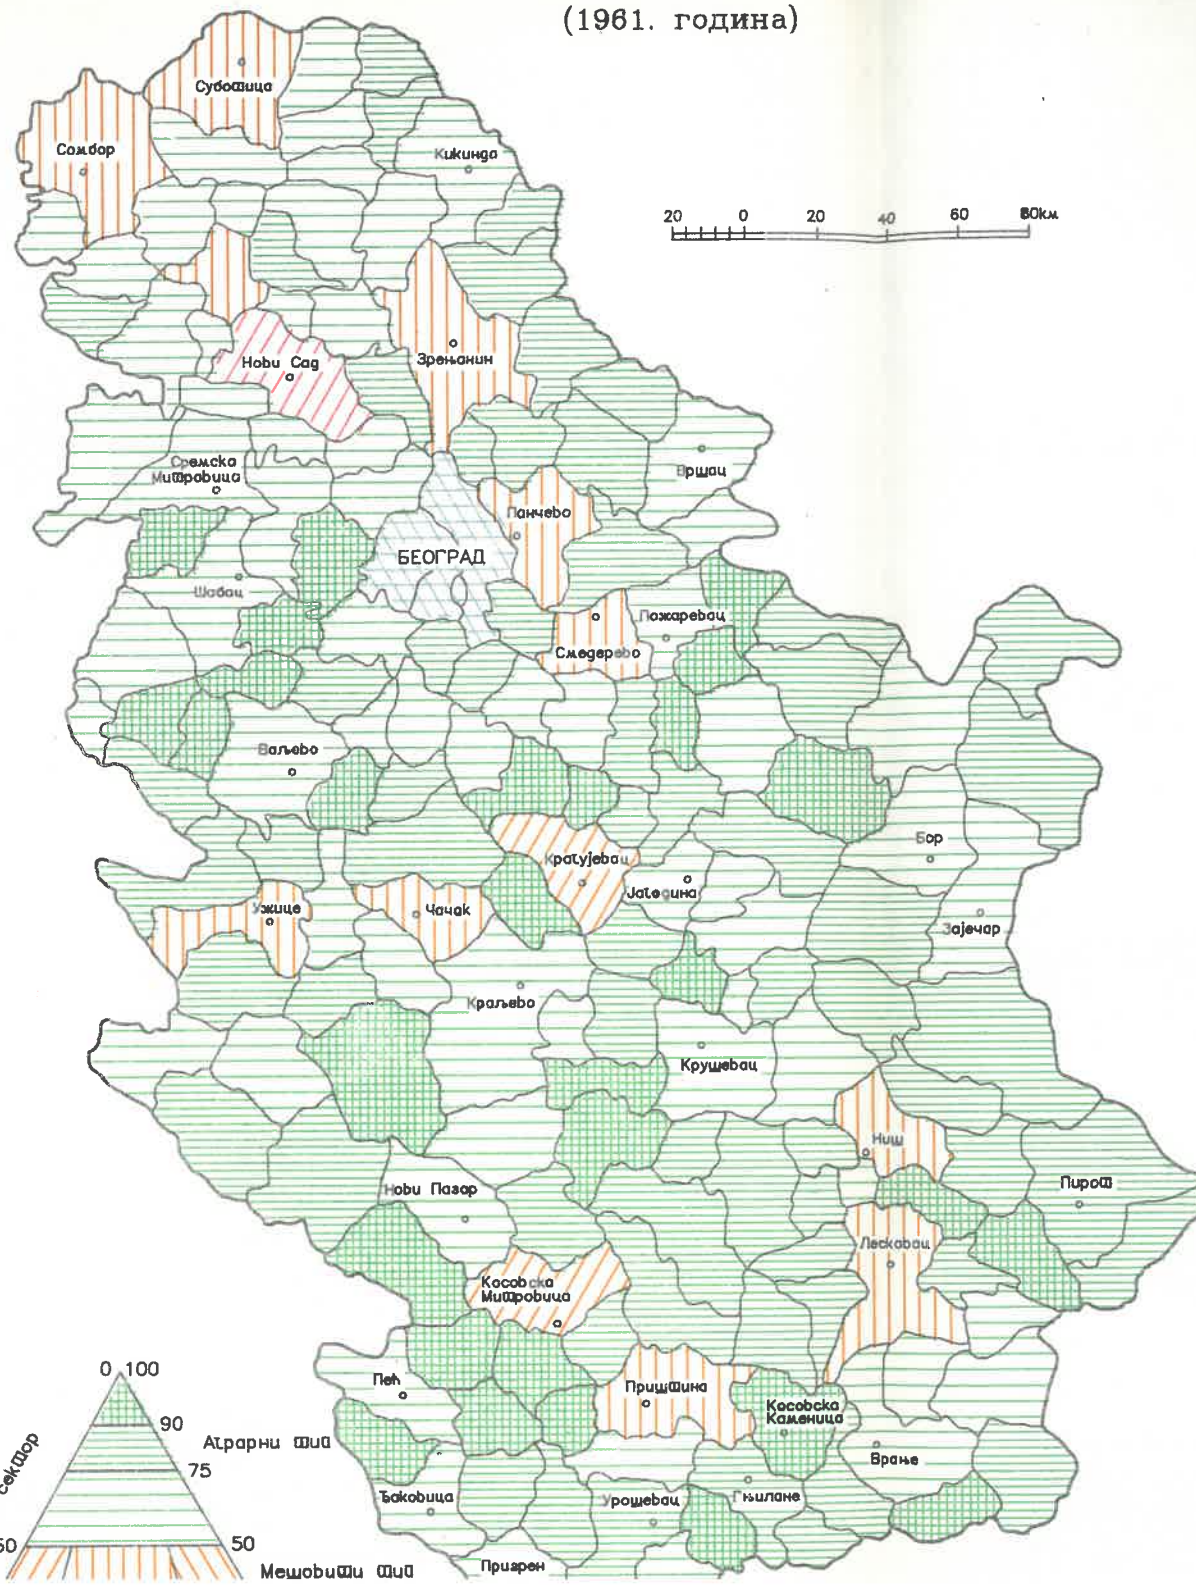 (1961. година)
Суботица
Сомбор
Кикинда
20 0 20 40 60 80км
Нови Сад
Зрењанин
Сремска
Митровица
Вршац
Панчево
БЕОГРАД
Шабац
Пожаревац
Смедерево
Ваљево
Бор
Крагујевац
Јагодина
Ужице
Чачак
Зајечар
Краљево
Крушевац
Ниш
Пирот
Нови Пазар
Лесковац
Косовска
Митровица
Пећ
Приштина
Косовска
Каменица
Врање
Ђаковица
Урошевац
Гњилане
Призрен
0 100
90
Аграрни тип
75
сектор
50
50
Мешовити тип